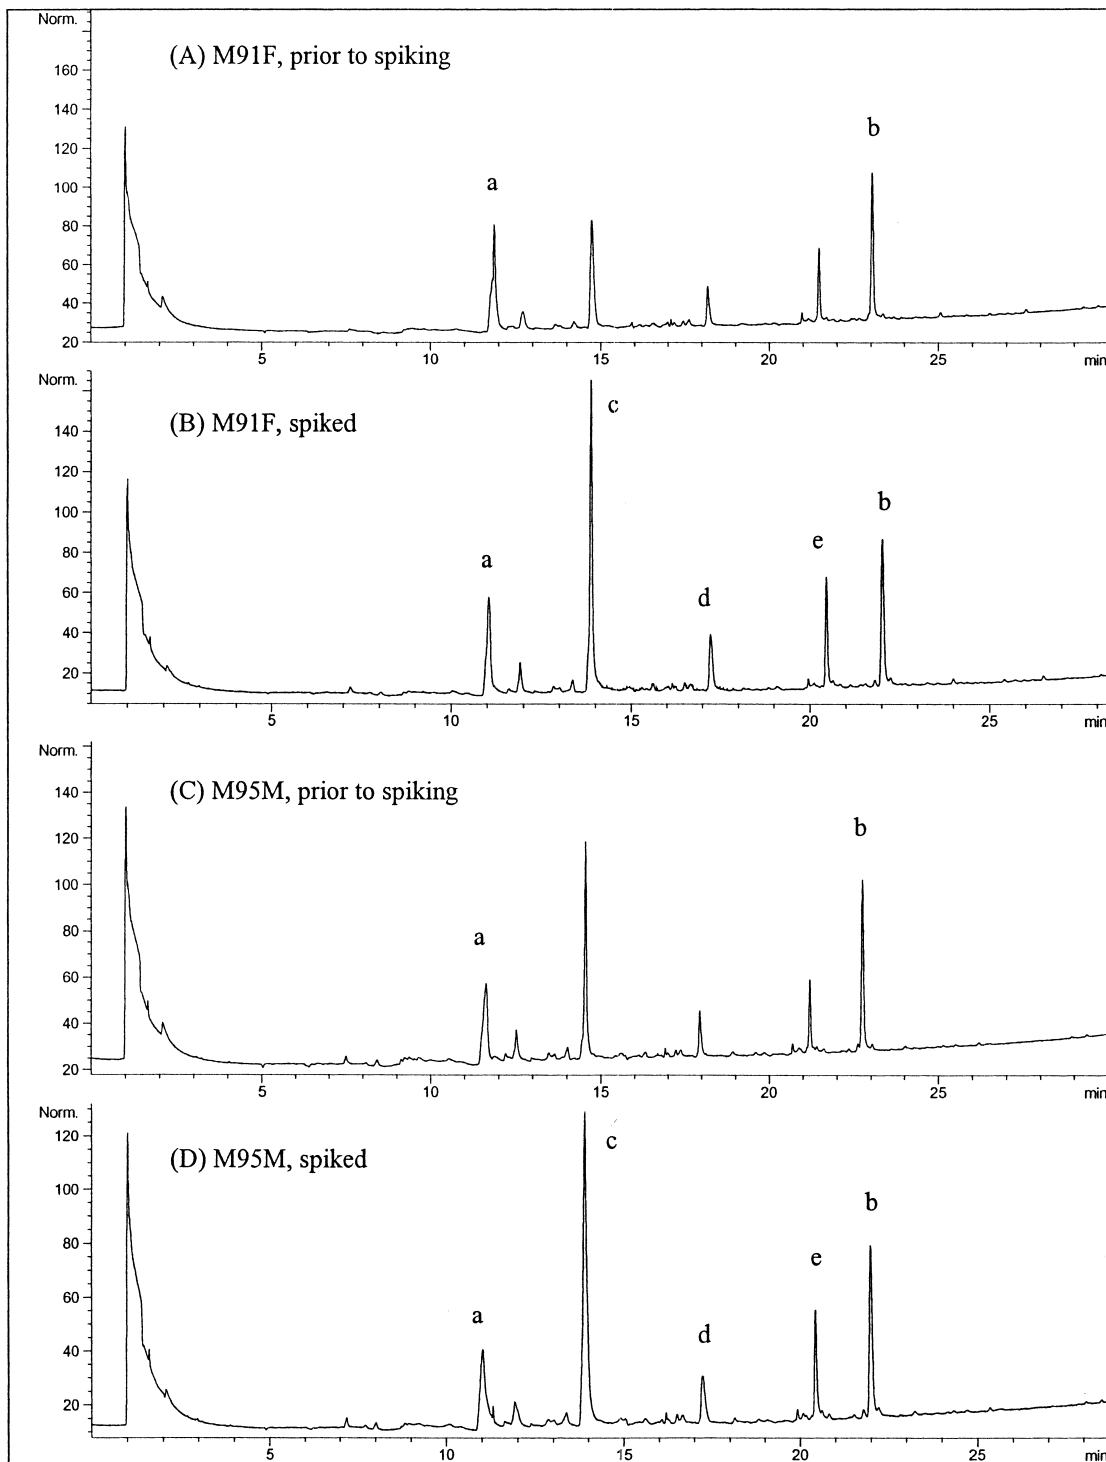 Norm.
(A) M91F, prior to spiking
160
140
b
120
100
a
80
60
40
20
5 10 15 20 25 min
Norm.
c
(B) M91F, spiked
140
120
b
100
e
80
a
60
d
40
20
5 10 15 20 25 min
Norm.
(C) M95M, prior to spiking
140
b
120
100
a
80
60
40
20
5 10 15 20 25 min
Norm.
120
c
(D) M95M, spiked
100
b
80
e
60
a
d
40
20
5 10 15 20 25 min